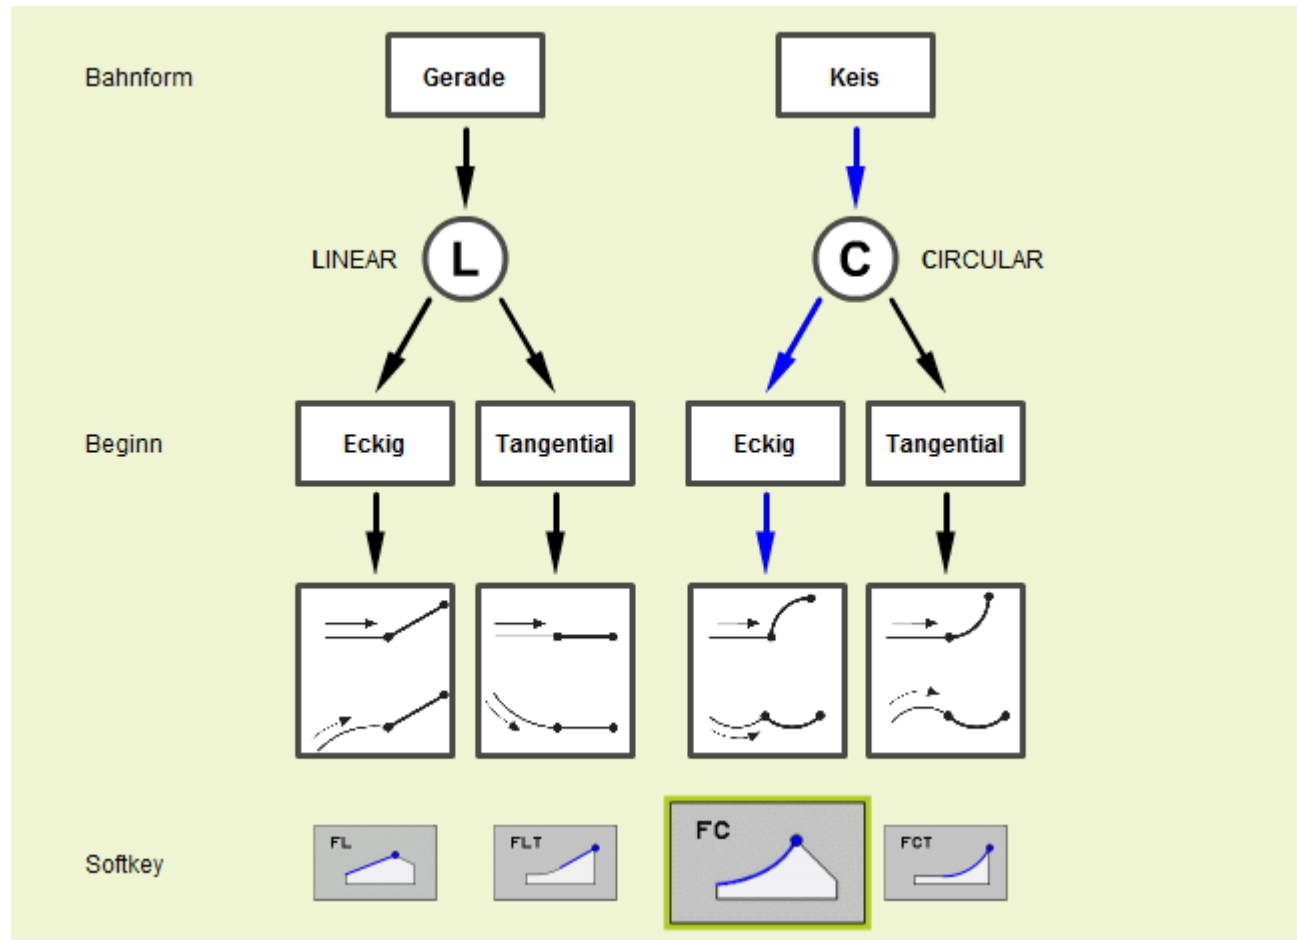 Bahnform
Gerade
Keis
LINEAR
L
C
CIRCULAR
Beginn
Eckig
Tangential
Eckig
Tangential
Softkey
FL
FLT
FC
FCT